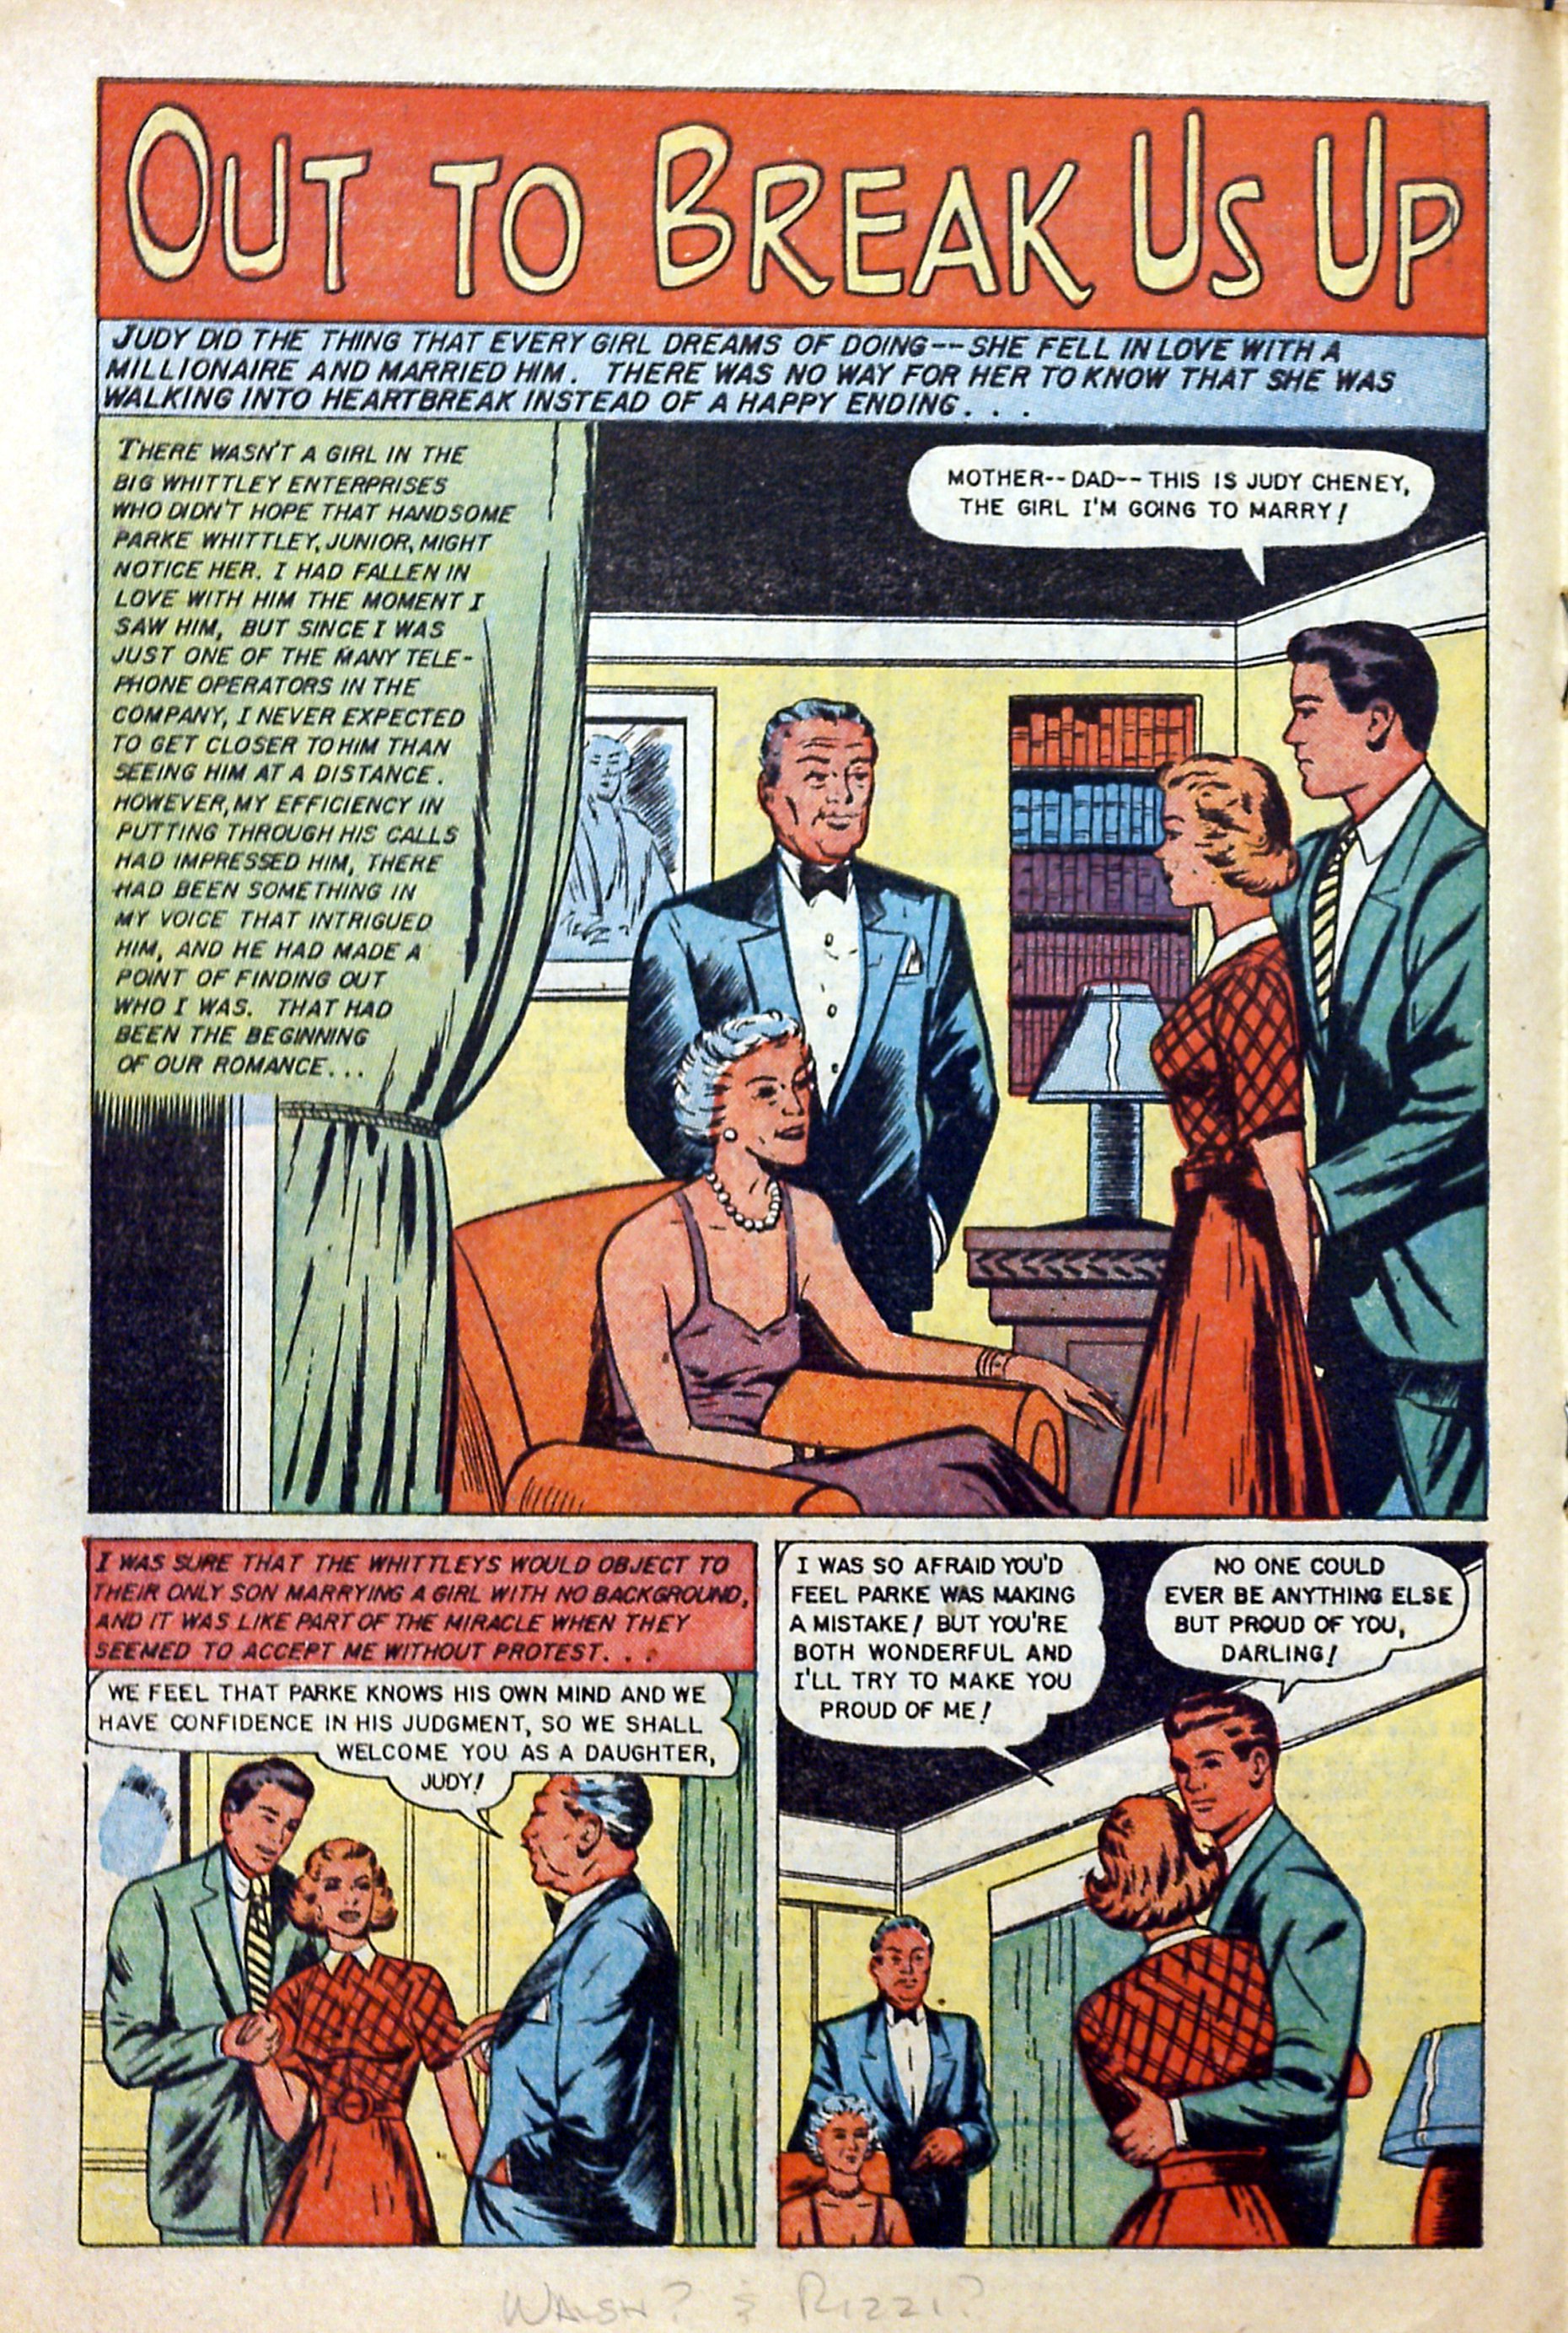 OUT TO BREAK US UP
JUDY DID THE THING THAT EVERY GIRL DREAMS OF DOING--SHE FELL IN LOVE WITH A
MILLIONAIRE AND MARRIED HIM. THERE WAS NO WAY FOR HER TO KNOW THAT SHE WAS
WALKING INTO HEARTBREAK INSTEAD OF A HAPPY ENDING...
THERE WASN'T A GIRL IN THE
BIG WHITTLEY ENTERPRISES
WHO DIDN'T HOPE THAT HANDSOME
PARKE WHITTLEY, JUNIOR, MIGHT
NOTICE HER. I HAD FALLEN IN
LOVE WITH HIM THE MOMENT I
SAW HIM, BUT SINCE I WAS
JUST ONE OF THE MANY TELE-
PHONE OPERATORS IN THE
COMPANY, I NEVER EXPECTED
TO GET CLOSER TO HIM THAN
SEEING HIM AT A DISTANCE.
HOWEVER, MY EFFICIENCY IN
PUTTING THROUGH HIS CALLS
HAD IMPRESSED HIM, THERE
HAD BEEN SOMETHING IN
MY VOICE THAT INTRIGUED
HIM, AND HE HAD MADE A
POINT OF FINDING OUT
WHO I WAS. THAT HAD
BEEN THE BEGINNING
OF OUR ROMANCE...
MOTHER--DAD--THIS IS JUDY CHENEY,
THE GIRL I'M GOING TO MARRY!
I WAS SURE THAT THE WHITTLEYS WOULD OBJECT TO
THEIR ONLY SON MARRYING A GIRL WITH NO BACKGROUND,
AND IT WAS LIKE PART OF THE MIRACLE WHEN THEY
SEEMED TO ACCEPT ME WITHOUT PROTEST...
WE FEEL THAT PARKE KNOWS HIS OWN MIND AND WE
HAVE CONFIDENCE IN HIS JUDGMENT, SO WE SHALL
WELCOME YOU AS A DAUGHTER,
JUDY!
I WAS SO AFRAID YOU'D
FEEL PARKE WAS MAKING
A MISTAKE! BUT YOU'RE
BOTH WONDERFUL AND
I'LL TRY TO MAKE YOU
PROUD OF ME!
NO ONE COULD
EVER BE ANYTHING ELSE
BUT PROUD OF YOU,
DARLING!
WALSH? & RIZZI?